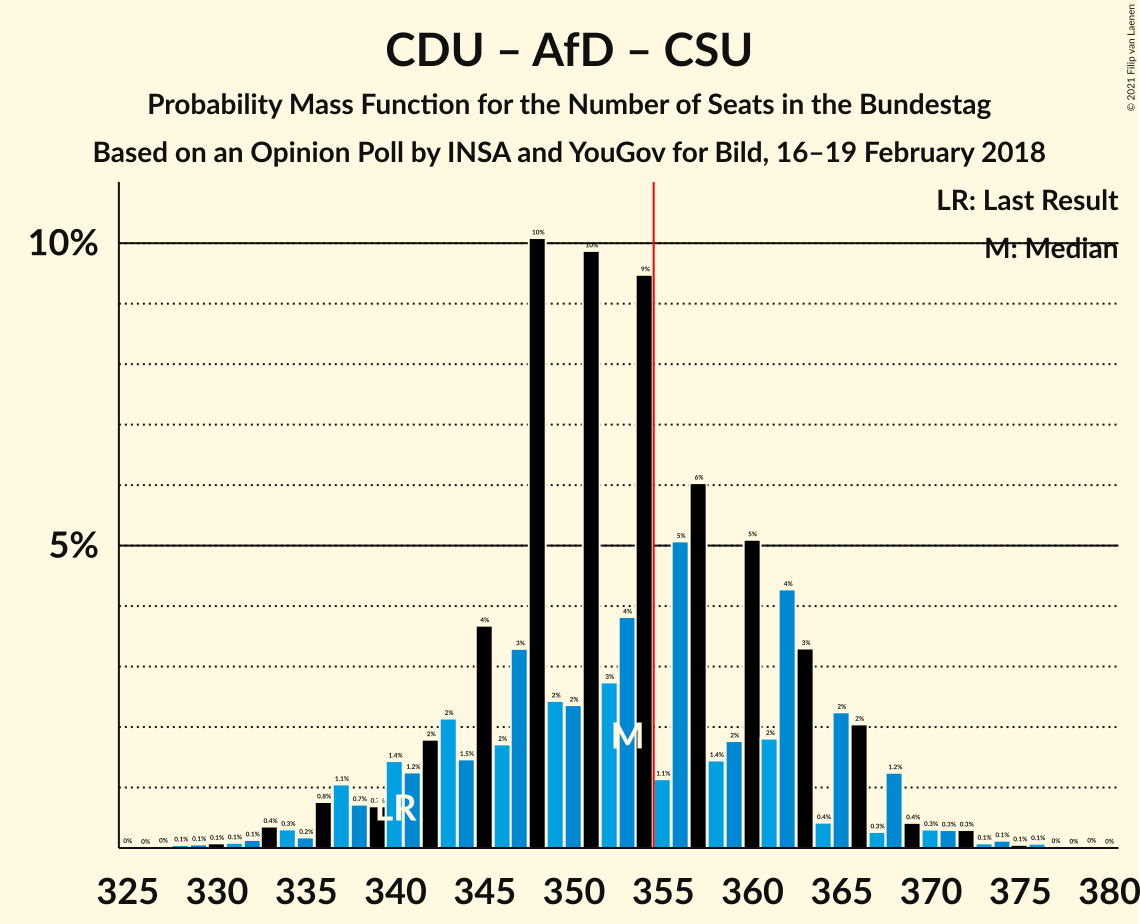 CDU – AfD – CSU
Probability Mass Function for the Number of Seats in the Bundestag
Based on an Opinion Poll by INSA and YouGov for Bild, 16–19 February 2018
© 2021 Filip van Laenen
LR: Last Result
M: Median
10%
5%
0% 0% 0% 0.1% 0.1% 0.1% 0.1% 0.1% 0.4% 0.3% 0.2% 0.8% 1.1% 0.7% 1.4% 1.2% 2% 2% 1.5% 4% 2% 3% 10% 2% 2% 10% 3% 4% 9% 1.1% 5% 6% 1.4% 2% 5% 2% 4% 3% 0.4% 2% 2% 0.3% 1.2% 0.4% 0.3% 0.3% 0.3% 0.1% 0.1% 0.1% 0.1% 0% 0% 0% 0%
LR
M
325 330 335 340 345 350 355 360 365 370 375 380